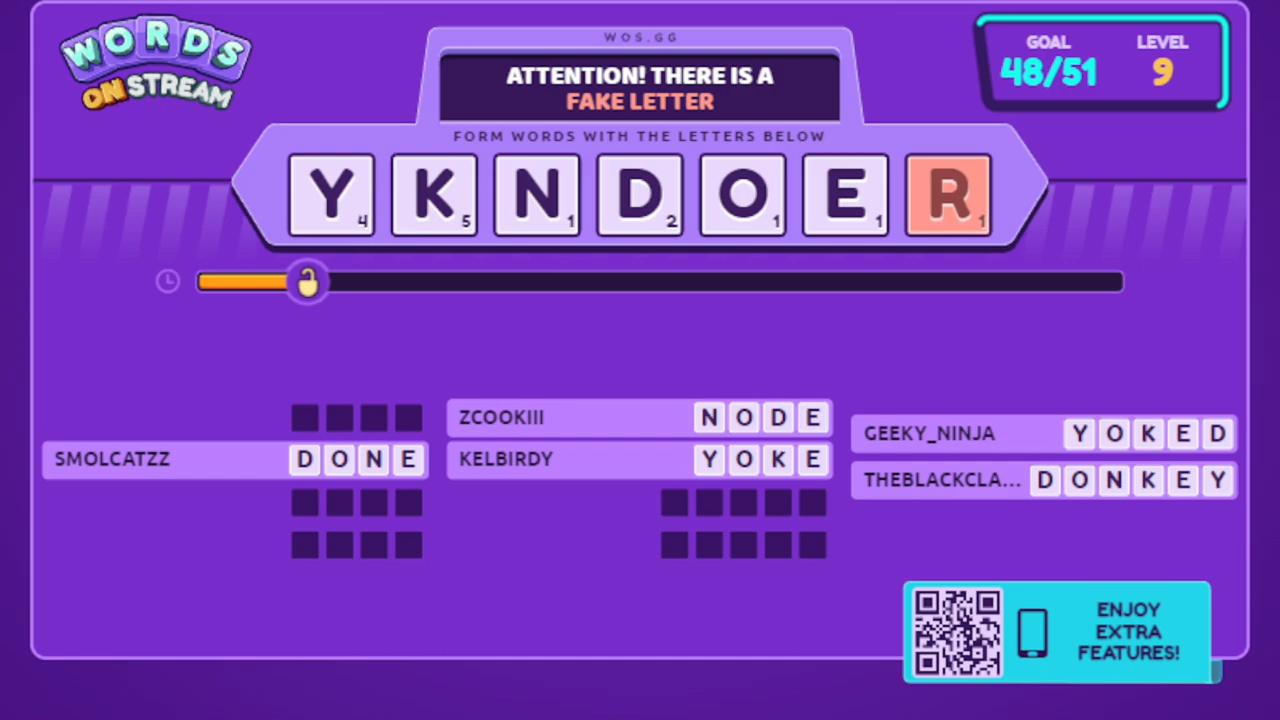 WORDS
ON STREAM
WOS.GG
ATTENTION! THERE IS A
FAKE LETTER
GOAL
48/51
LEVEL
9
FORM WORDS WITH THE LETTERS BELOW
Y4 K5 N1 D2 O1 E1 R1
SMOLCATZZ DONE
ZCOOKIII NODE
KELBIRDY YOKE
GEEKY_NINJA YOKED
THEBLACKCLA... DONKEY
ENJOY
EXTRA
FEATURES!